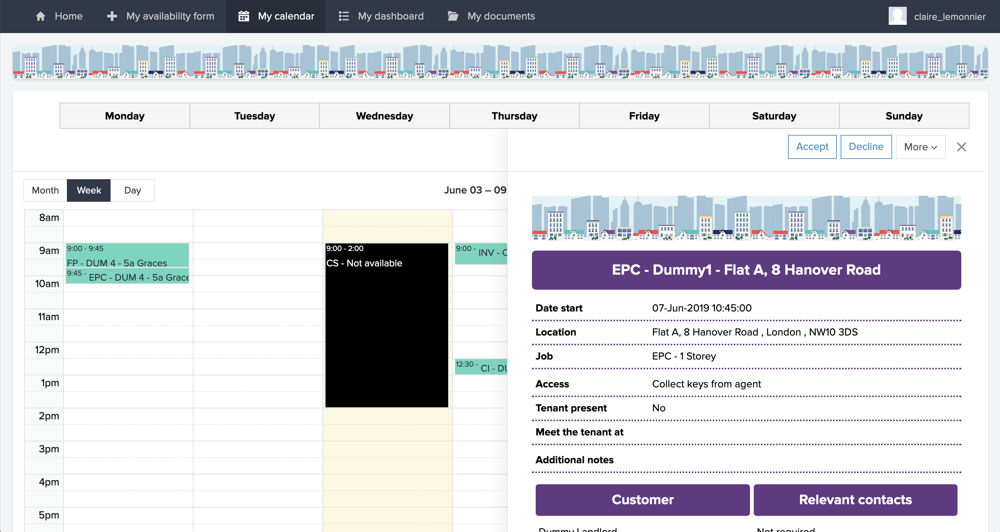 Home My availability form My calendar My dashboard My documents claire_lemonnier
Monday Tuesday Wednesday Thursday Friday Saturday Sunday
Accept Decline More
Month Week Day June 03 – 09
8am
9am
10am
11am
12pm
1pm
2pm
3pm
4pm
5pm
9:00 - 9:45
FP - DUM 4 - 5a Graces
9:45 - EPC - DUM 4 - 5a Grace
9:00 - 2:00
CS - Not available
9:00 - INV -
12:30 - CI - DU
EPC - Dummy1 - Flat A, 8 Hanover Road
Date start 07-Jun-2019 10:45:00
Location Flat A, 8 Hanover Road , London , NW10 3DS
Job EPC - 1 Storey
Access Collect keys from agent
Tenant present No
Meet the tenant at
Additional notes
Customer Relevant contacts
Dummy Landlord Not required